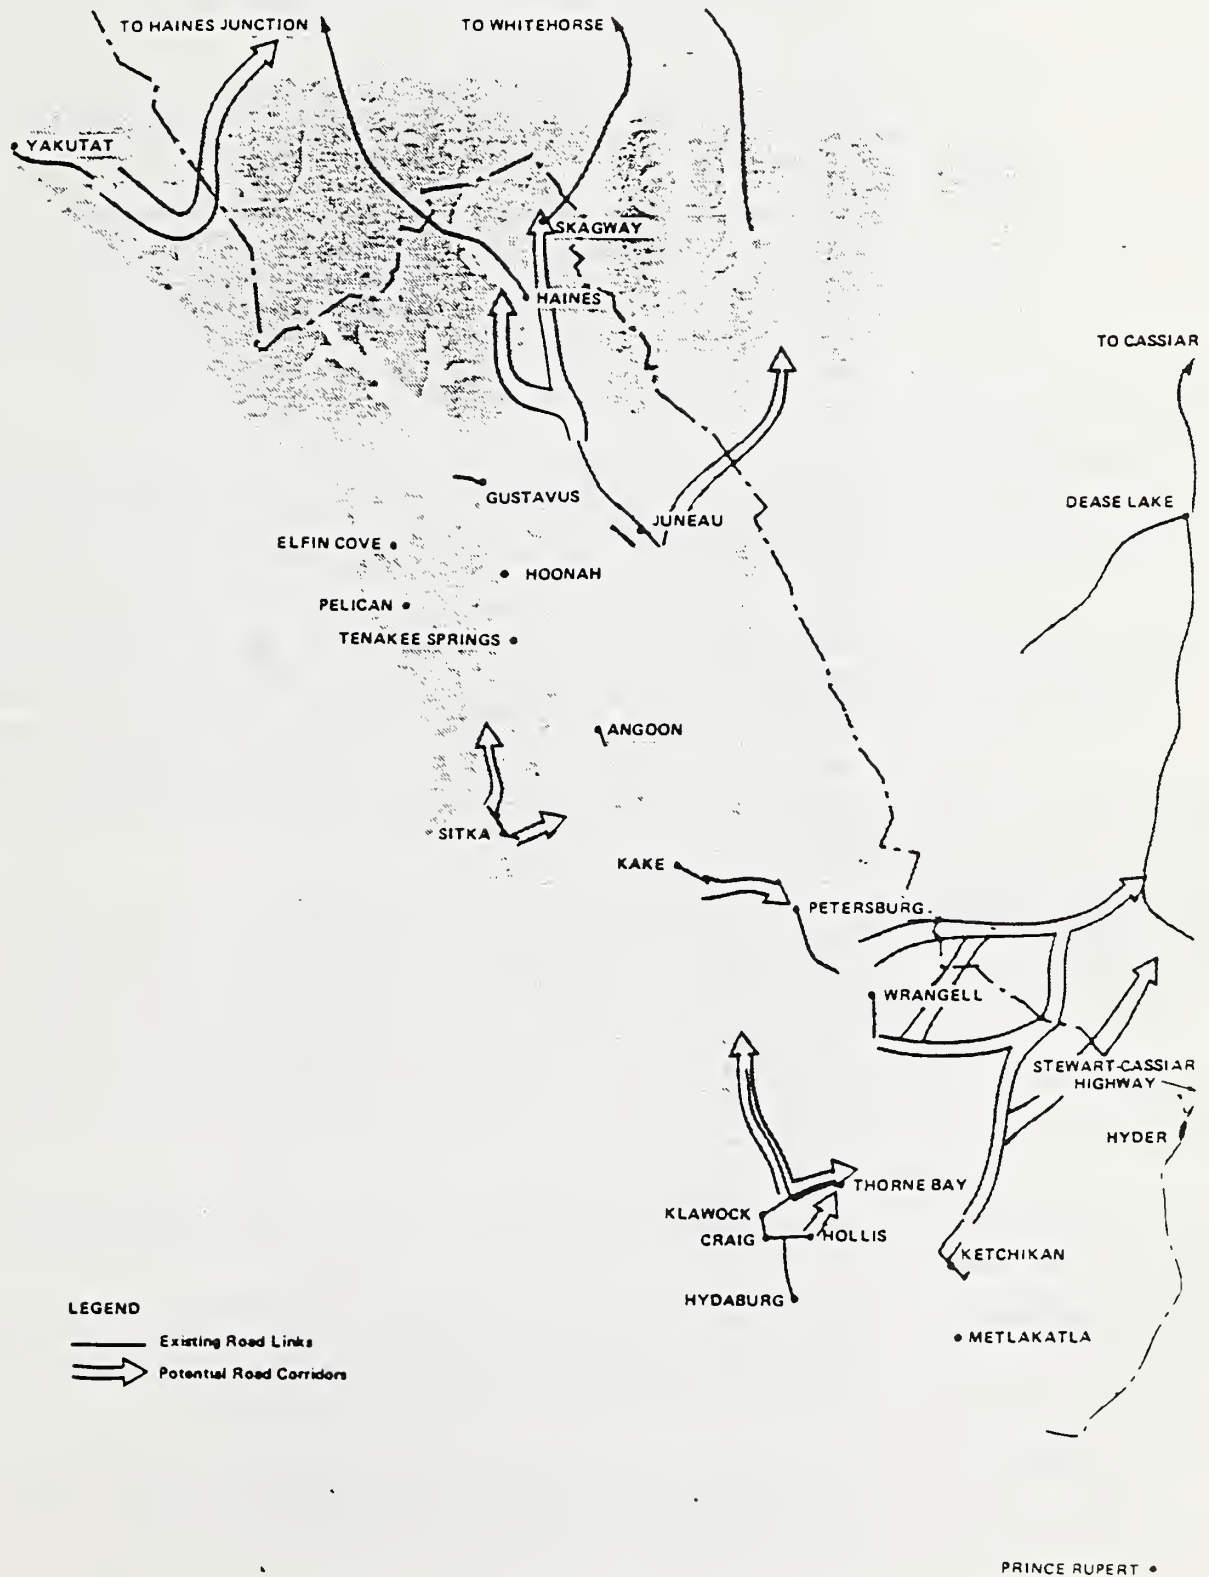 TO HAINES JUNCTION
TO WHITEHORSE
YAKUTAT
SKAGWAY
HAINES
TO CASSIAR
GUSTAVUS
DEASE LAKE
JUNEAU
ELFIN COVE
HOONAH
PELICAN
TENAKEE SPRINGS
ANGOON
SITKA
KAKE
PETERSBURG
WRANGELL
STEWART-CASSIAR
HIGHWAY
HYDER
THORNE BAY
KLAWOCK
CRAIG
HOLLIS
KETCHIKAN
HYDABURG
METLAKATLA
LEGEND
Existing Road Links
Potential Road Corridors
PRINCE RUPERT